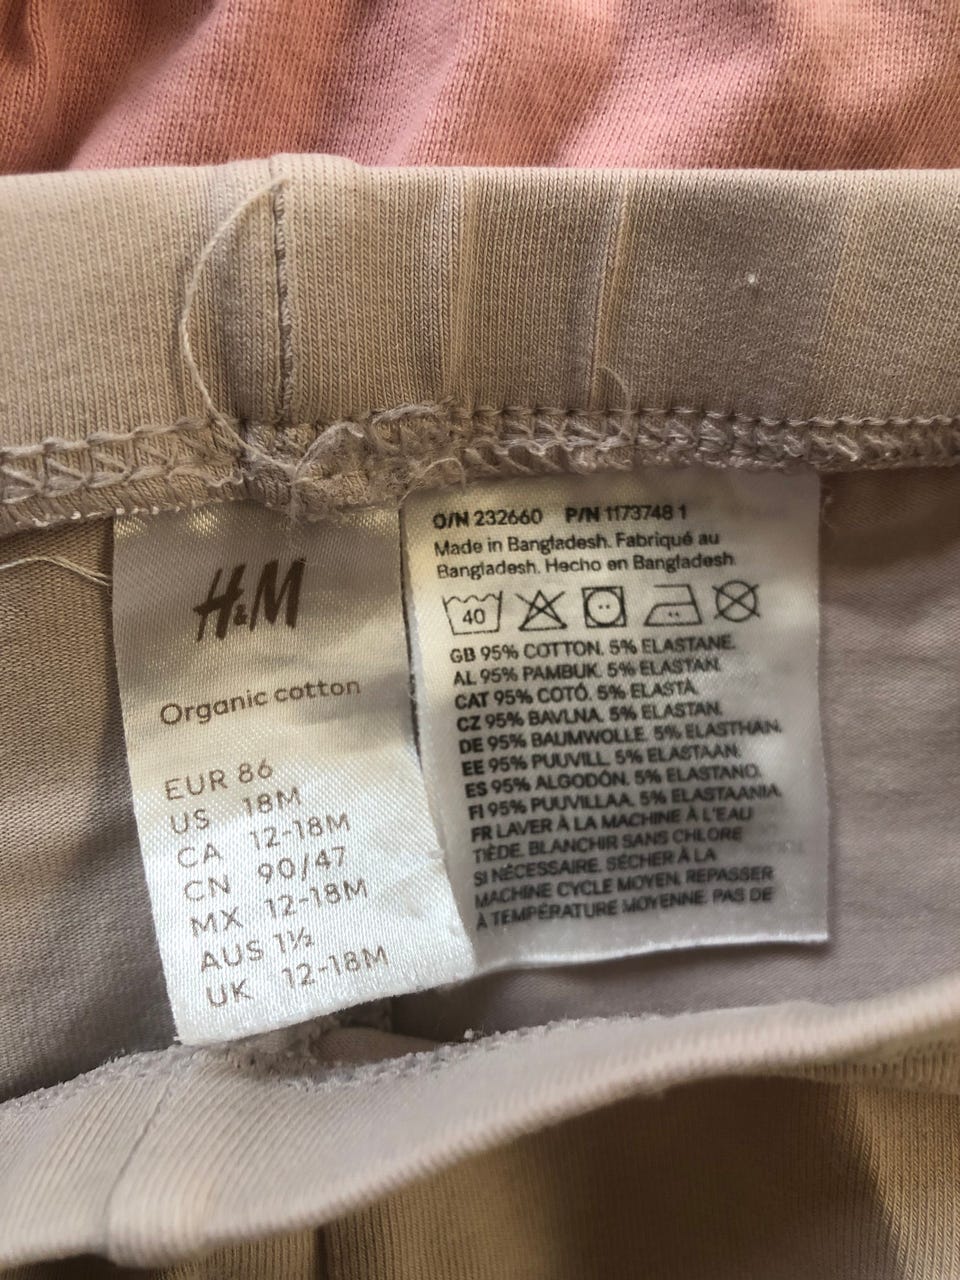 H&M
Organic cotton
EUR 86
US 18M
CA 12-18M
CN 90/47
MX 12-18M
AUS 1½
UK 12-18M
O/N 232660 P/N 1173748 1
Made in Bangladesh. Fabriqué au
Bangladesh. Hecho en Bangladesh
40
GB 95% COTTON. 5% ELASTANE.
AL 95% PAMBUK. 5% ELASTAN.
CAT 95% COTÓ. 5% ELASTÀ.
CZ 95% BAVLNA. 5% ELASTAN.
DE 95% BAUMWOLLE. 5% ELASTHAN.
EE 95% PUUVILL. 5% ELASTAAN.
ES 95% ALGODÓN. 5% ELASTANO.
FI 95% PUUVILLAA. 5% ELASTAANIA.
FR LAVER À LA MACHINE À L'EAU
TIÈDE. BLANCHIR SANS CHLORE
SI NÉCESSAIRE. SÉCHER À LA
MACHINE CYCLE MOYEN. REPASSER
À TEMPÉRATURE MOYENNE. PAS DE